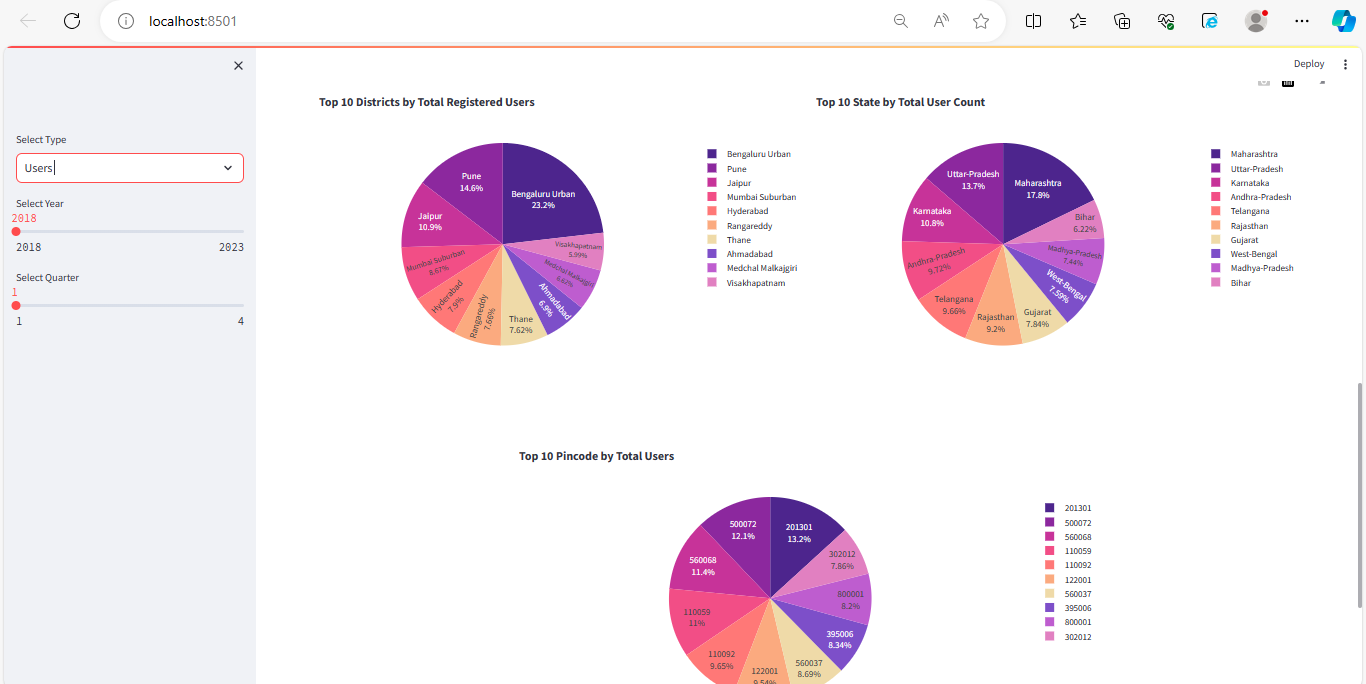 localhost:8501
Deploy
Select Type
Users
Select Year
2018
2018 2023
Select Quarter
1
1 4
Top 10 Districts by Total Registered Users
Bengaluru Urban
23.2%
Pune
14.6%
Jaipur
10.9%
Mumbai Suburban
8.67%
Hyderabad
7.9%
Rangareddy
7.66%
Thane
7.62%
Ahmadabad
6.9%
Medchal Malkajgiri
6.62%
Visakhapatnam
5.99%
Bengaluru Urban
Pune
Jaipur
Mumbai Suburban
Hyderabad
Rangareddy
Thane
Ahmadabad
Medchal Malkajgiri
Visakhapatnam
Top 10 State by Total User Count
Maharashtra
17.8%
Uttar-Pradesh
13.7%
Karnataka
10.8%
Andhra-Pradesh
9.72%
Telangana
9.66%
Rajasthan
9.2%
Gujarat
7.84%
West-Bengal
7.59%
Madhya-Pradesh
7.44%
Bihar
6.22%
Maharashtra
Uttar-Pradesh
Karnataka
Andhra-Pradesh
Telangana
Rajasthan
Gujarat
West-Bengal
Madhya-Pradesh
Bihar
Top 10 Pincode by Total Users
201301
13.2%
500072
12.1%
560068
11.4%
110059
11%
110092
9.65%
122001
9.54%
560037
8.69%
395006
8.34%
800001
8.2%
302012
7.86%
201301
500072
560068
110059
110092
122001
560037
395006
800001
302012